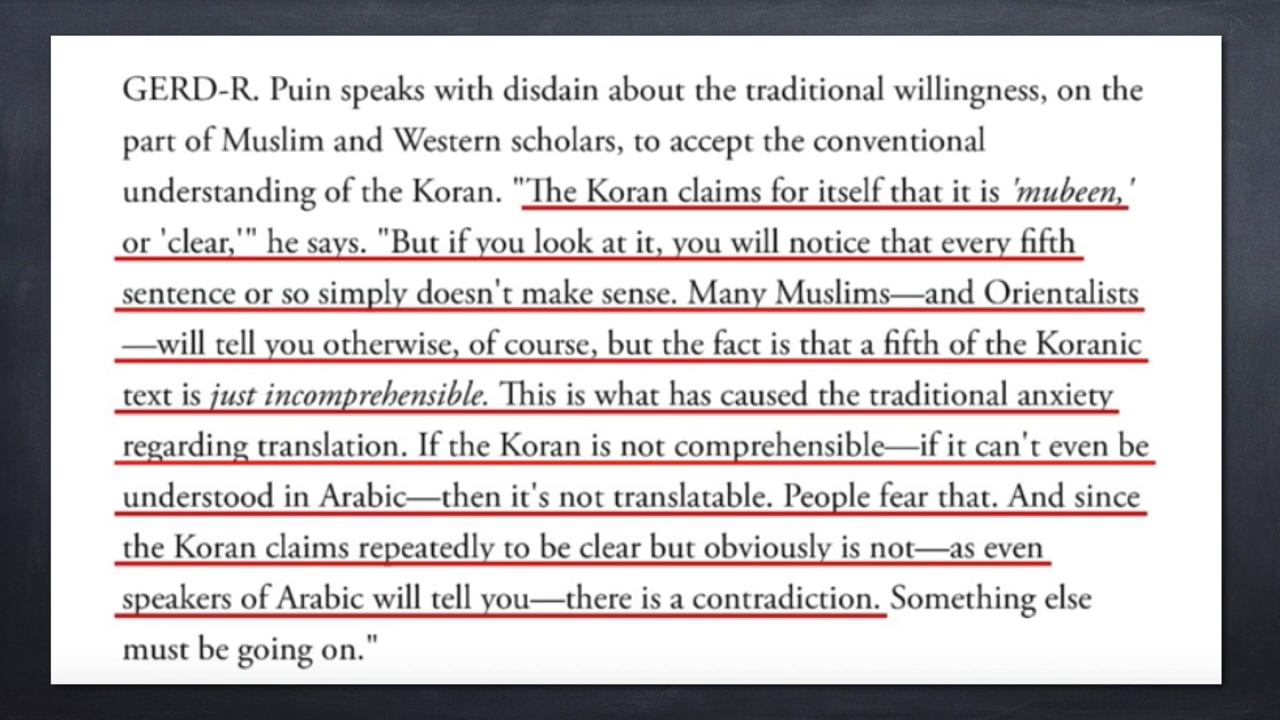 GERD-R. Puin speaks with disdain about the traditional willingness, on the
part of Muslim and Western scholars, to accept the conventional
understanding of the Koran. "The Koran claims for itself that it is 'mubeen,'
or 'clear,'" he says. "But if you look at it, you will notice that every fifth
sentence or so simply doesn't make sense. Many Muslims—and Orientalists
—will tell you otherwise, of course, but the fact is that a fifth of the Koranic
text is just incomprehensible. This is what has caused the traditional anxiety
regarding translation. If the Koran is not comprehensible—if it can't even be
understood in Arabic—then it's not translatable. People fear that. And since
the Koran claims repeatedly to be clear but obviously is not—as even
speakers of Arabic will tell you—there is a contradiction. Something else
must be going on."